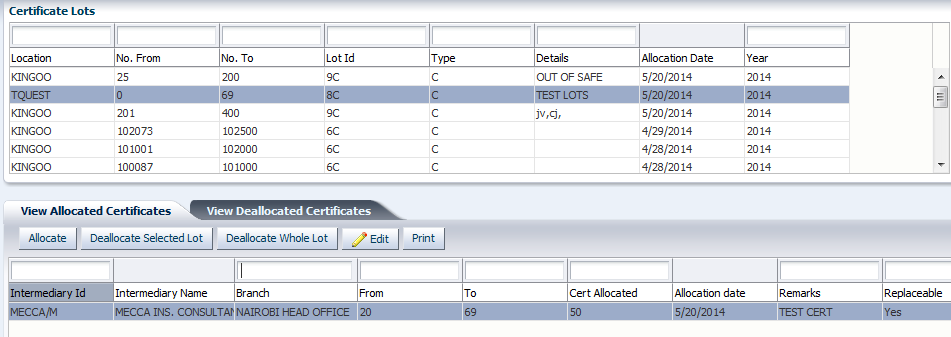 Certificate Lots
Location No. From No. To Lot Id Type Details Allocation Date Year
KINGOO 25 200 9C C OUT OF SAFE 5/20/2014 2014
TQUEST 0 69 8C C TEST LOTS 5/20/2014 2014
KINGOO 201 400 9C C jv,cj, 5/20/2014 2014
KINGOO 102073 102500 6C C 4/29/2014 2014
KINGOO 101001 102000 6C C 4/28/2014 2014
KINGOO 100087 101000 6C C 4/28/2014 2014
View Allocated Certificates View Deallocated Certificates
Allocate Deallocate Selected Lot Deallocate Whole Lot Edit Print
Intermediary Id Intermediary Name Branch From To Cert Allocated Allocation date Remarks Replaceable
MECCA/M MECCA INS. CONSULTAN NAIROBI HEAD OFFICE 20 69 50 5/20/2014 TEST CERT Yes